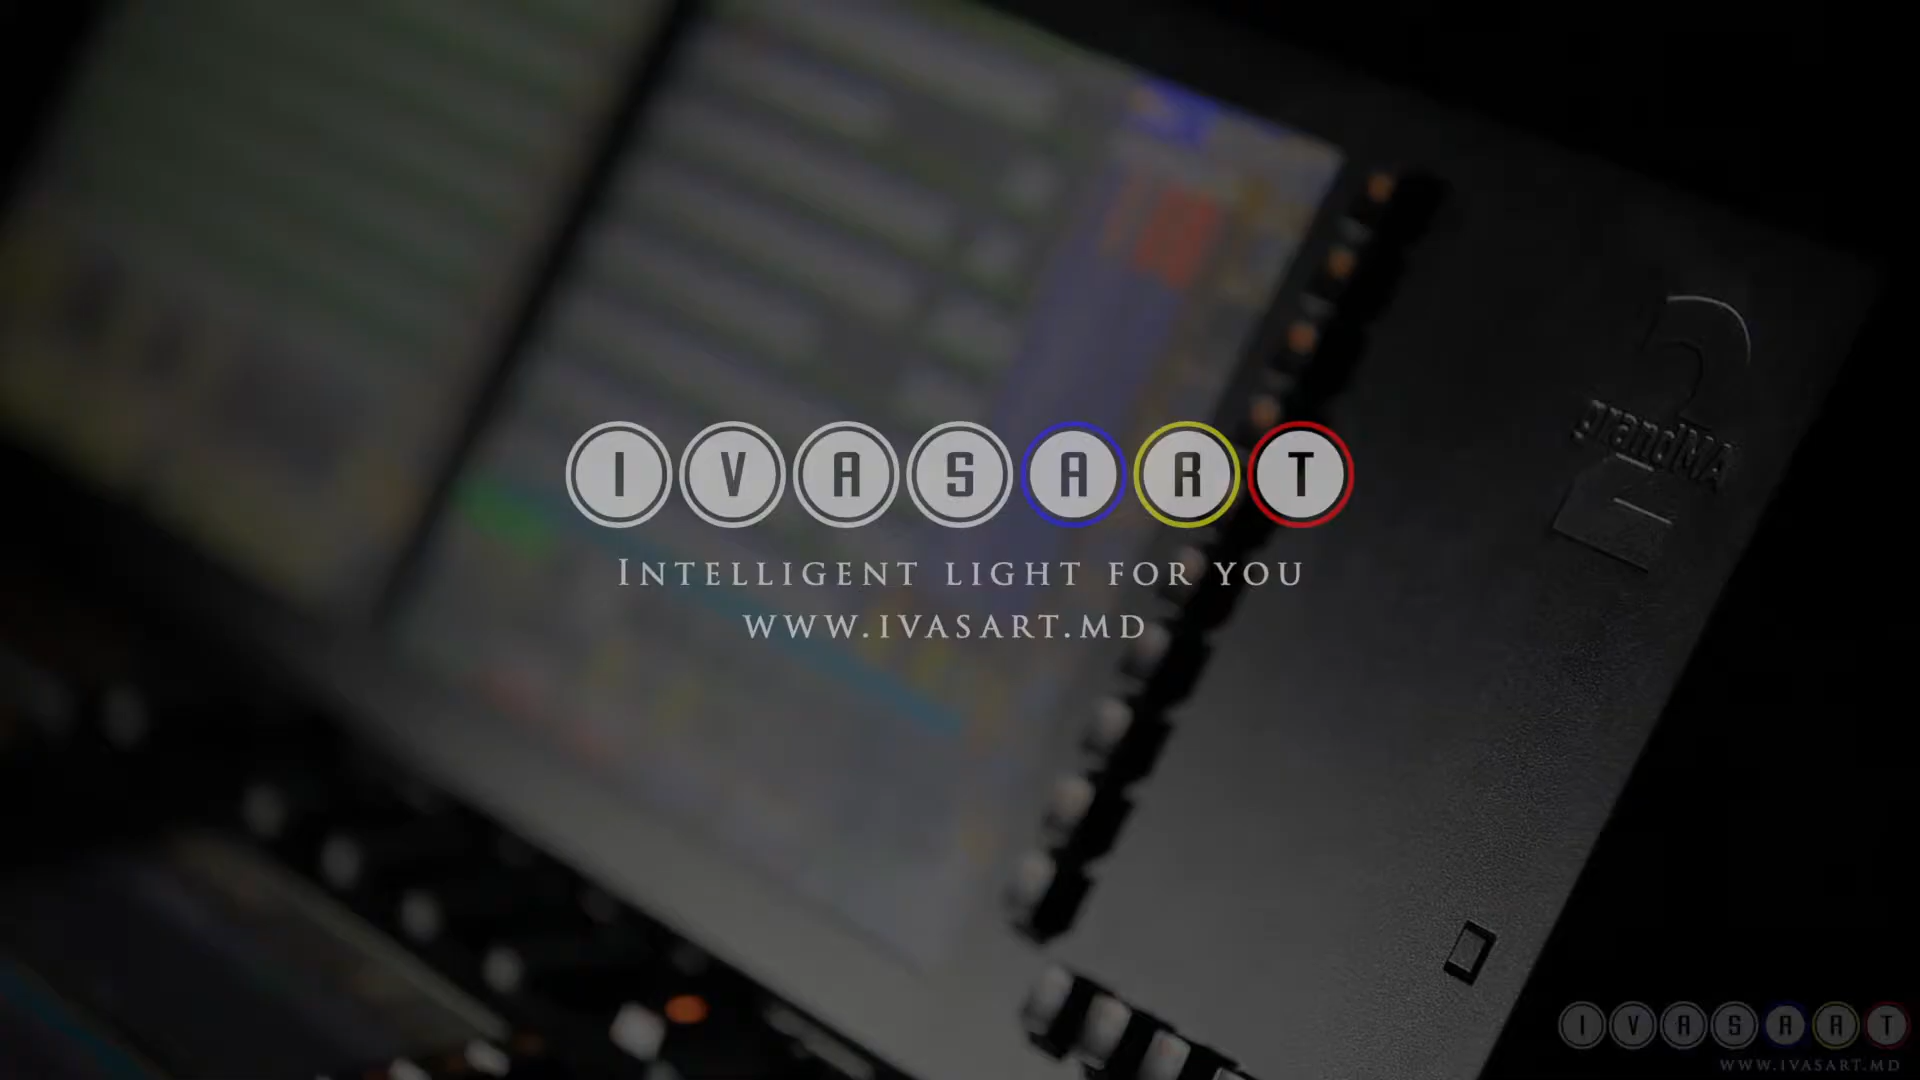 IVASART
INTELLIGENT LIGHT FOR YOU
WWW.IVASART.MD
grandMA
2
IVASART
WWW.IVASART.MD